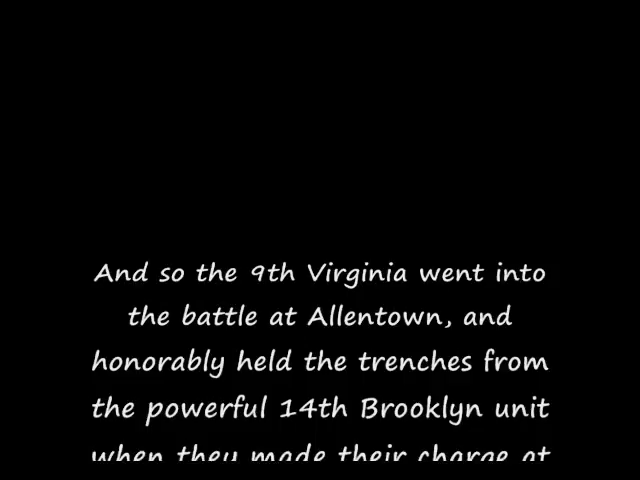 And so the 9th Virginia went into
the battle at Allentown, and
honorably held the trenches from
the powerful 14th Brooklyn unit
when they made their charge at